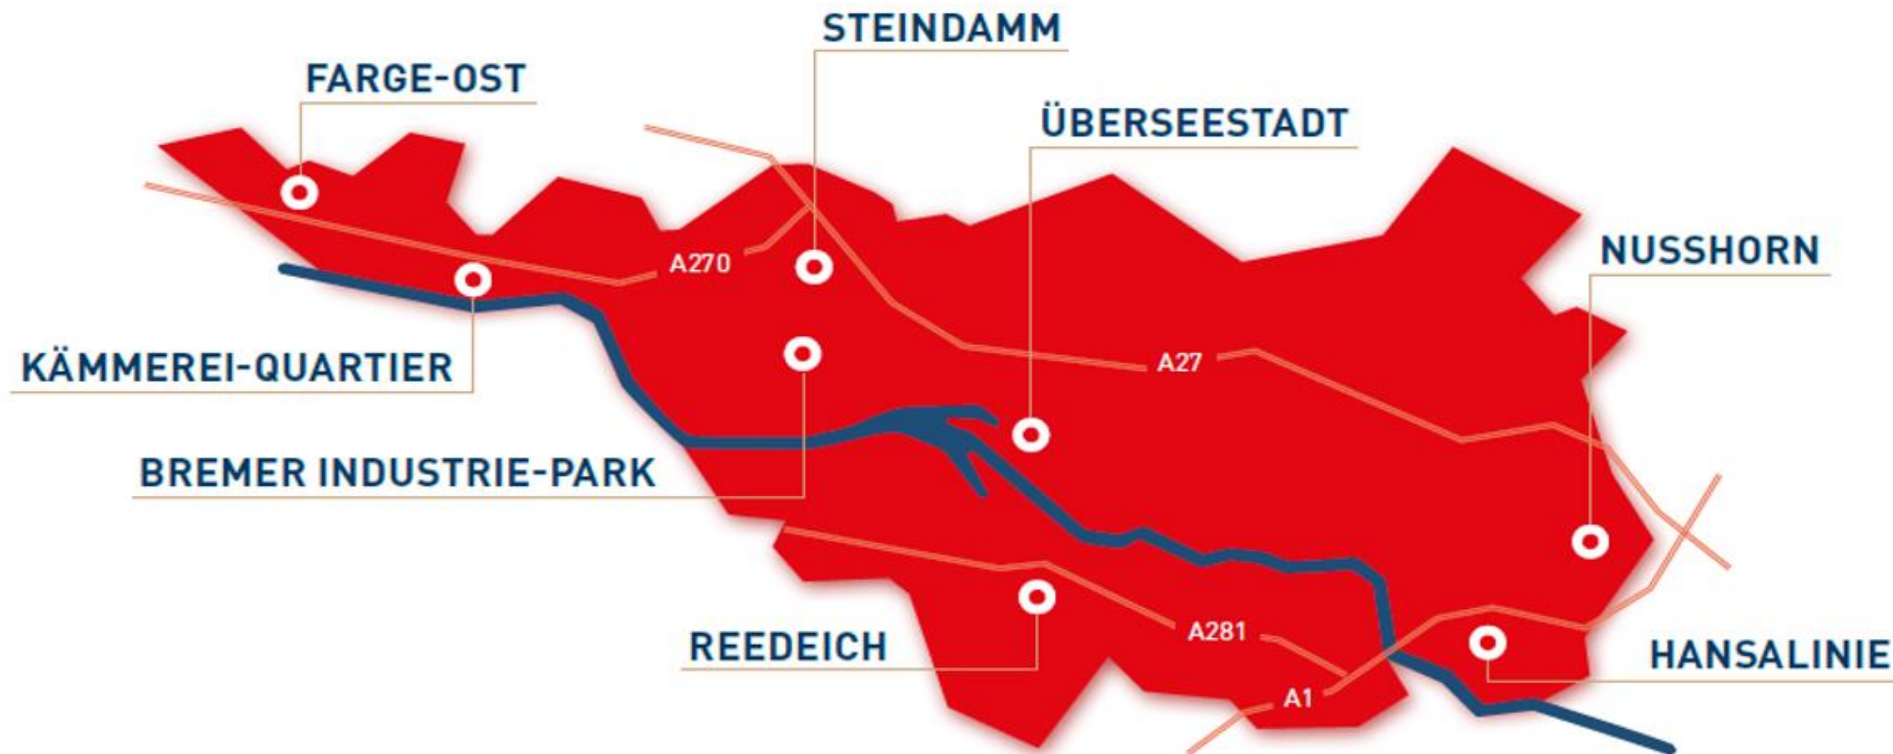 STEINDAMM
FARGE-OST
ÜBERSEESTADT
NUSSHORN
A270
KÄMMEREI-QUARTIER
A27
BREMER INDUSTRIE-PARK
REEDEICH
A281
HANSALINIE
A1